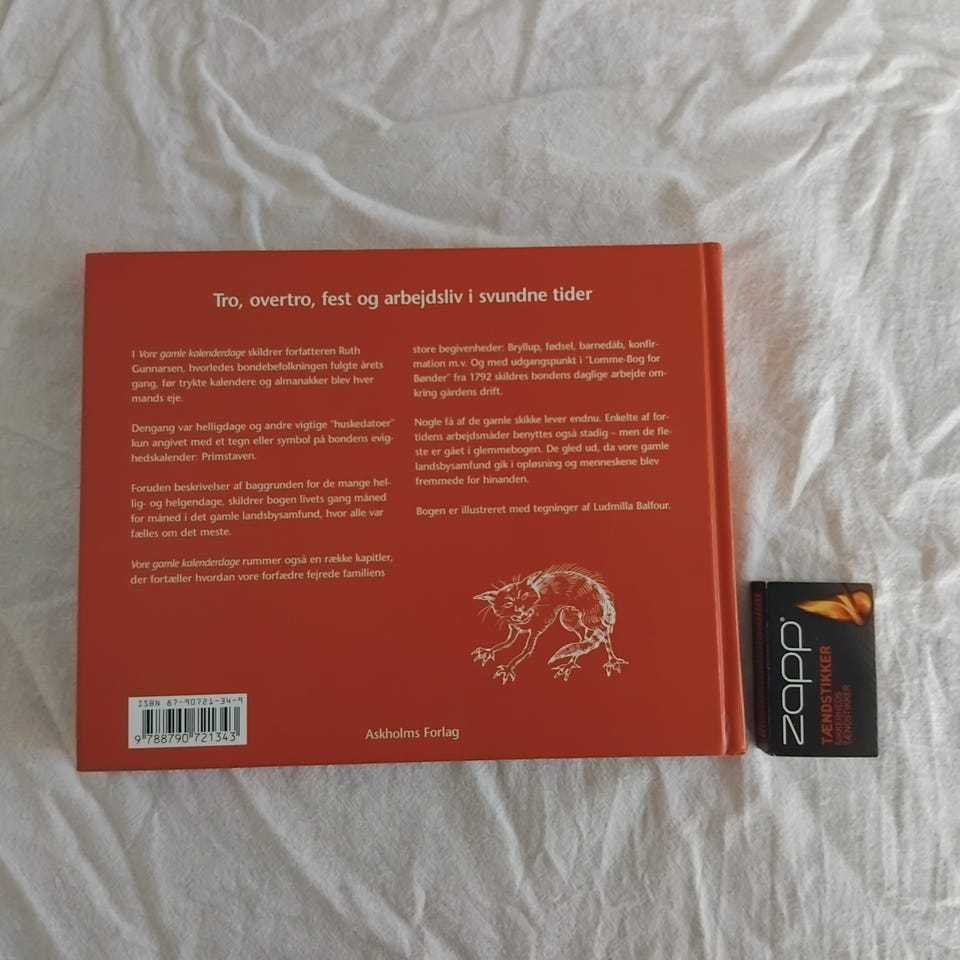 Tro, overtro, fest og arbejdsliv i svundne tider
I Vore gamle kalenderdage skildrer forfatteren Ruth
Gunnarsen, hvorledes bondebefolkningen fulgte årets
gang, før trykte kalendere og almanakker blev hver
mands eje.
Dengang var helligdage og andre vigtige "huskedatoer"
kun angivet med et tegn eller symbol på bondens evig-
hedskalender: Primstaven.
Foruden beskrivelser af baggrunden for de mange hel-
lig- og helgendage, skildrer bogen livets gang måned
for måned i det gamle landsbysamfund, hvor alle var
fælles om det meste.
Vore gamle kalenderdage rummer også en række kapitler,
der fortæller hvordan vore forfædre fejrede familiens
store begivenheder: Bryllup, fødsel, barnedåb, konfir-
mation m.v. Og med udgangspunkt i "Lomme-Bog for
Bønder" fra 1792 skildres bondens daglige arbejde om-
kring gårdens drift.
Nogle få af de gamle skikke lever endnu. Enkelte af for-
tidens arbejdsmåder benyttes også stadig – men de fle-
ste er gået i glemmebogen. De gled ud, da vore gamle
landsbysamfund gik i opløsning og menneskene blev
fremmede for hinanden.
Bogen er illustreret med tegninger af Ludmilla Balfour.
ISBN 87-90721-34-9
9 788790 721343
Askholms Forlag
zapp®
TÆNDSTIKKER
SIKKERHEDS
TÆNDSTIKKER